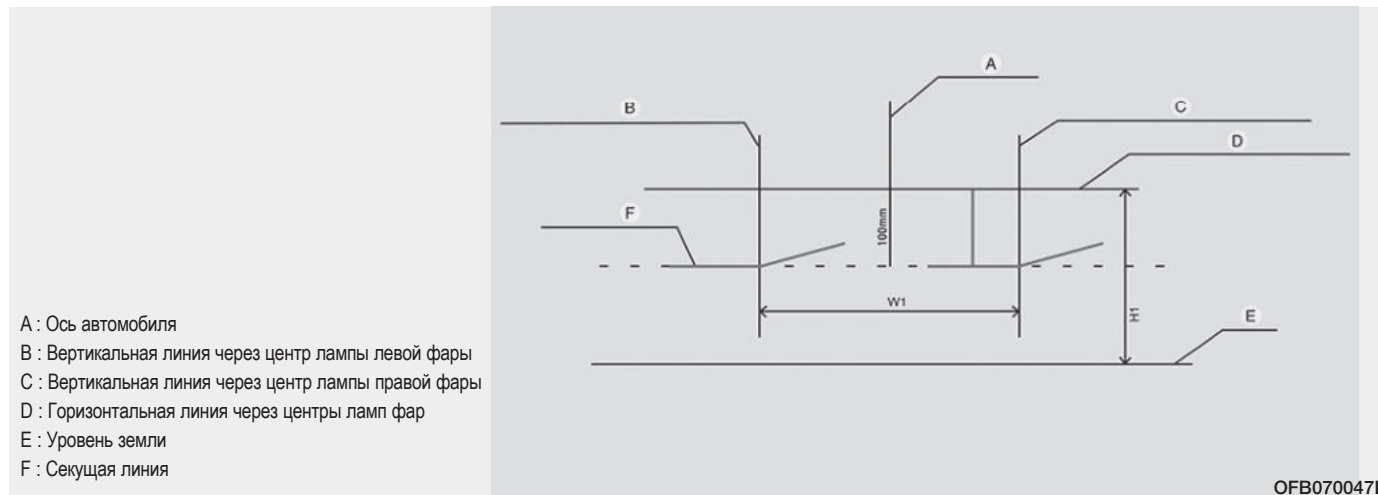 A
B
C
D
F
100mm
W1
H1
E
A : Ось автомобиля
B : Вертикальная линия через центр лампы левой фары
C : Вертикальная линия через центр лампы правой фары
D : Горизонтальная линия через центры ламп фар
E : Уровень земли
F : Секущая линия